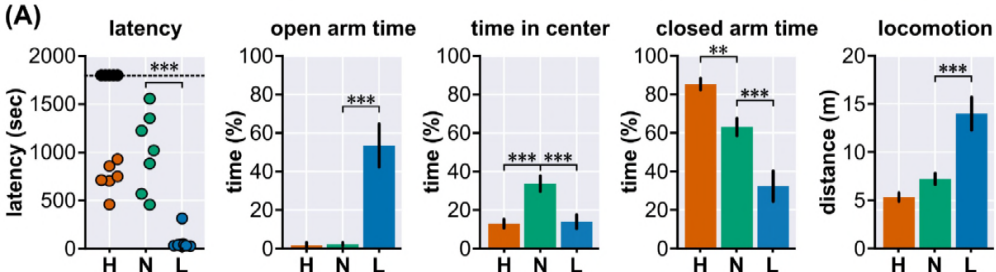 (A)
latency
open arm time
time in center
closed arm time
locomotion
latency (sec)
2000
1500
1000
500
0
***
H N L
time (%)
100
80
60
40
20
0
***
H N L
time (%)
100
80
60
40
20
0
*** ***
H N L
time (%)
100
80
60
40
20
0
**
***
H N L
distance (m)
20
15
10
5
0
***
H N L